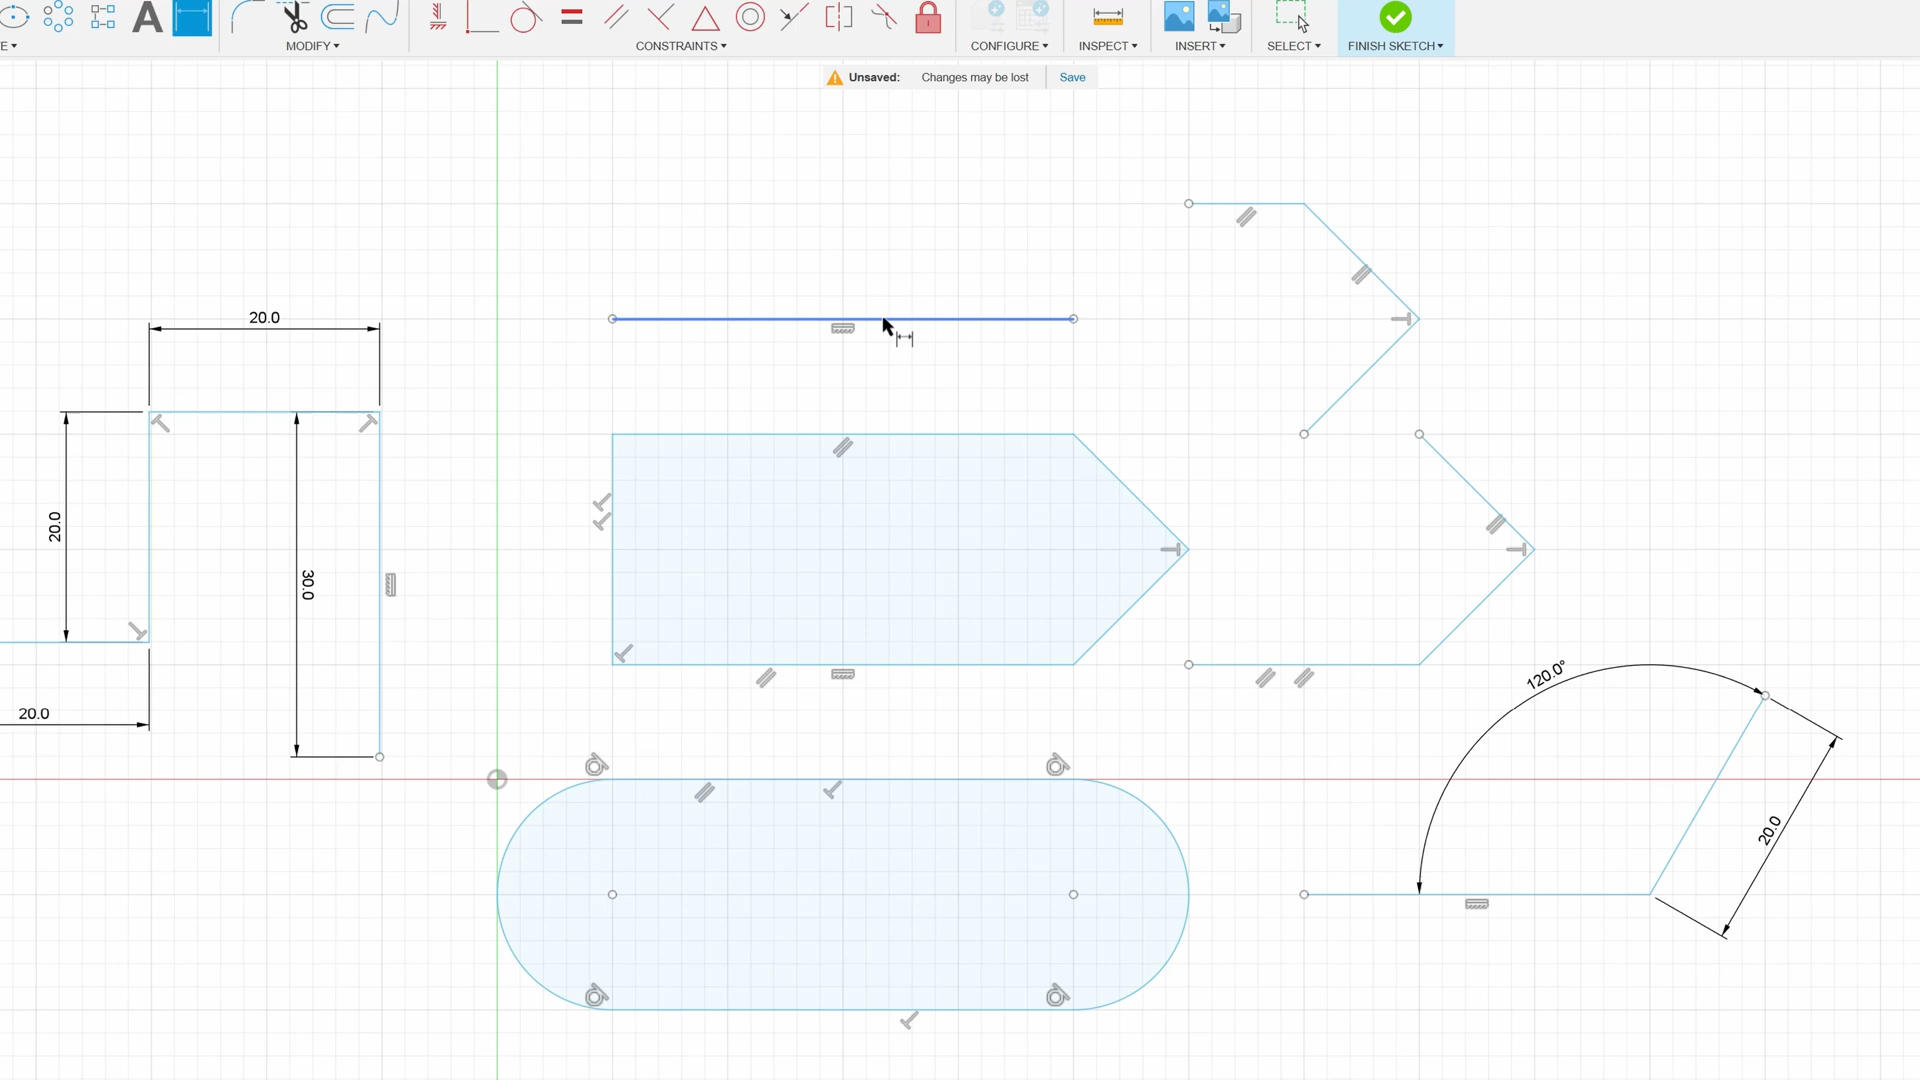 A
E▾
MODIFY▾
CONSTRAINTS▾
CONFIGURE▾
INSPECT▾
INSERT▾
SELECT▾
FINISH SKETCH▾
Unsaved: Changes may be lost Save
20.0
20.0
30.0
20.0
120.0°
20.0